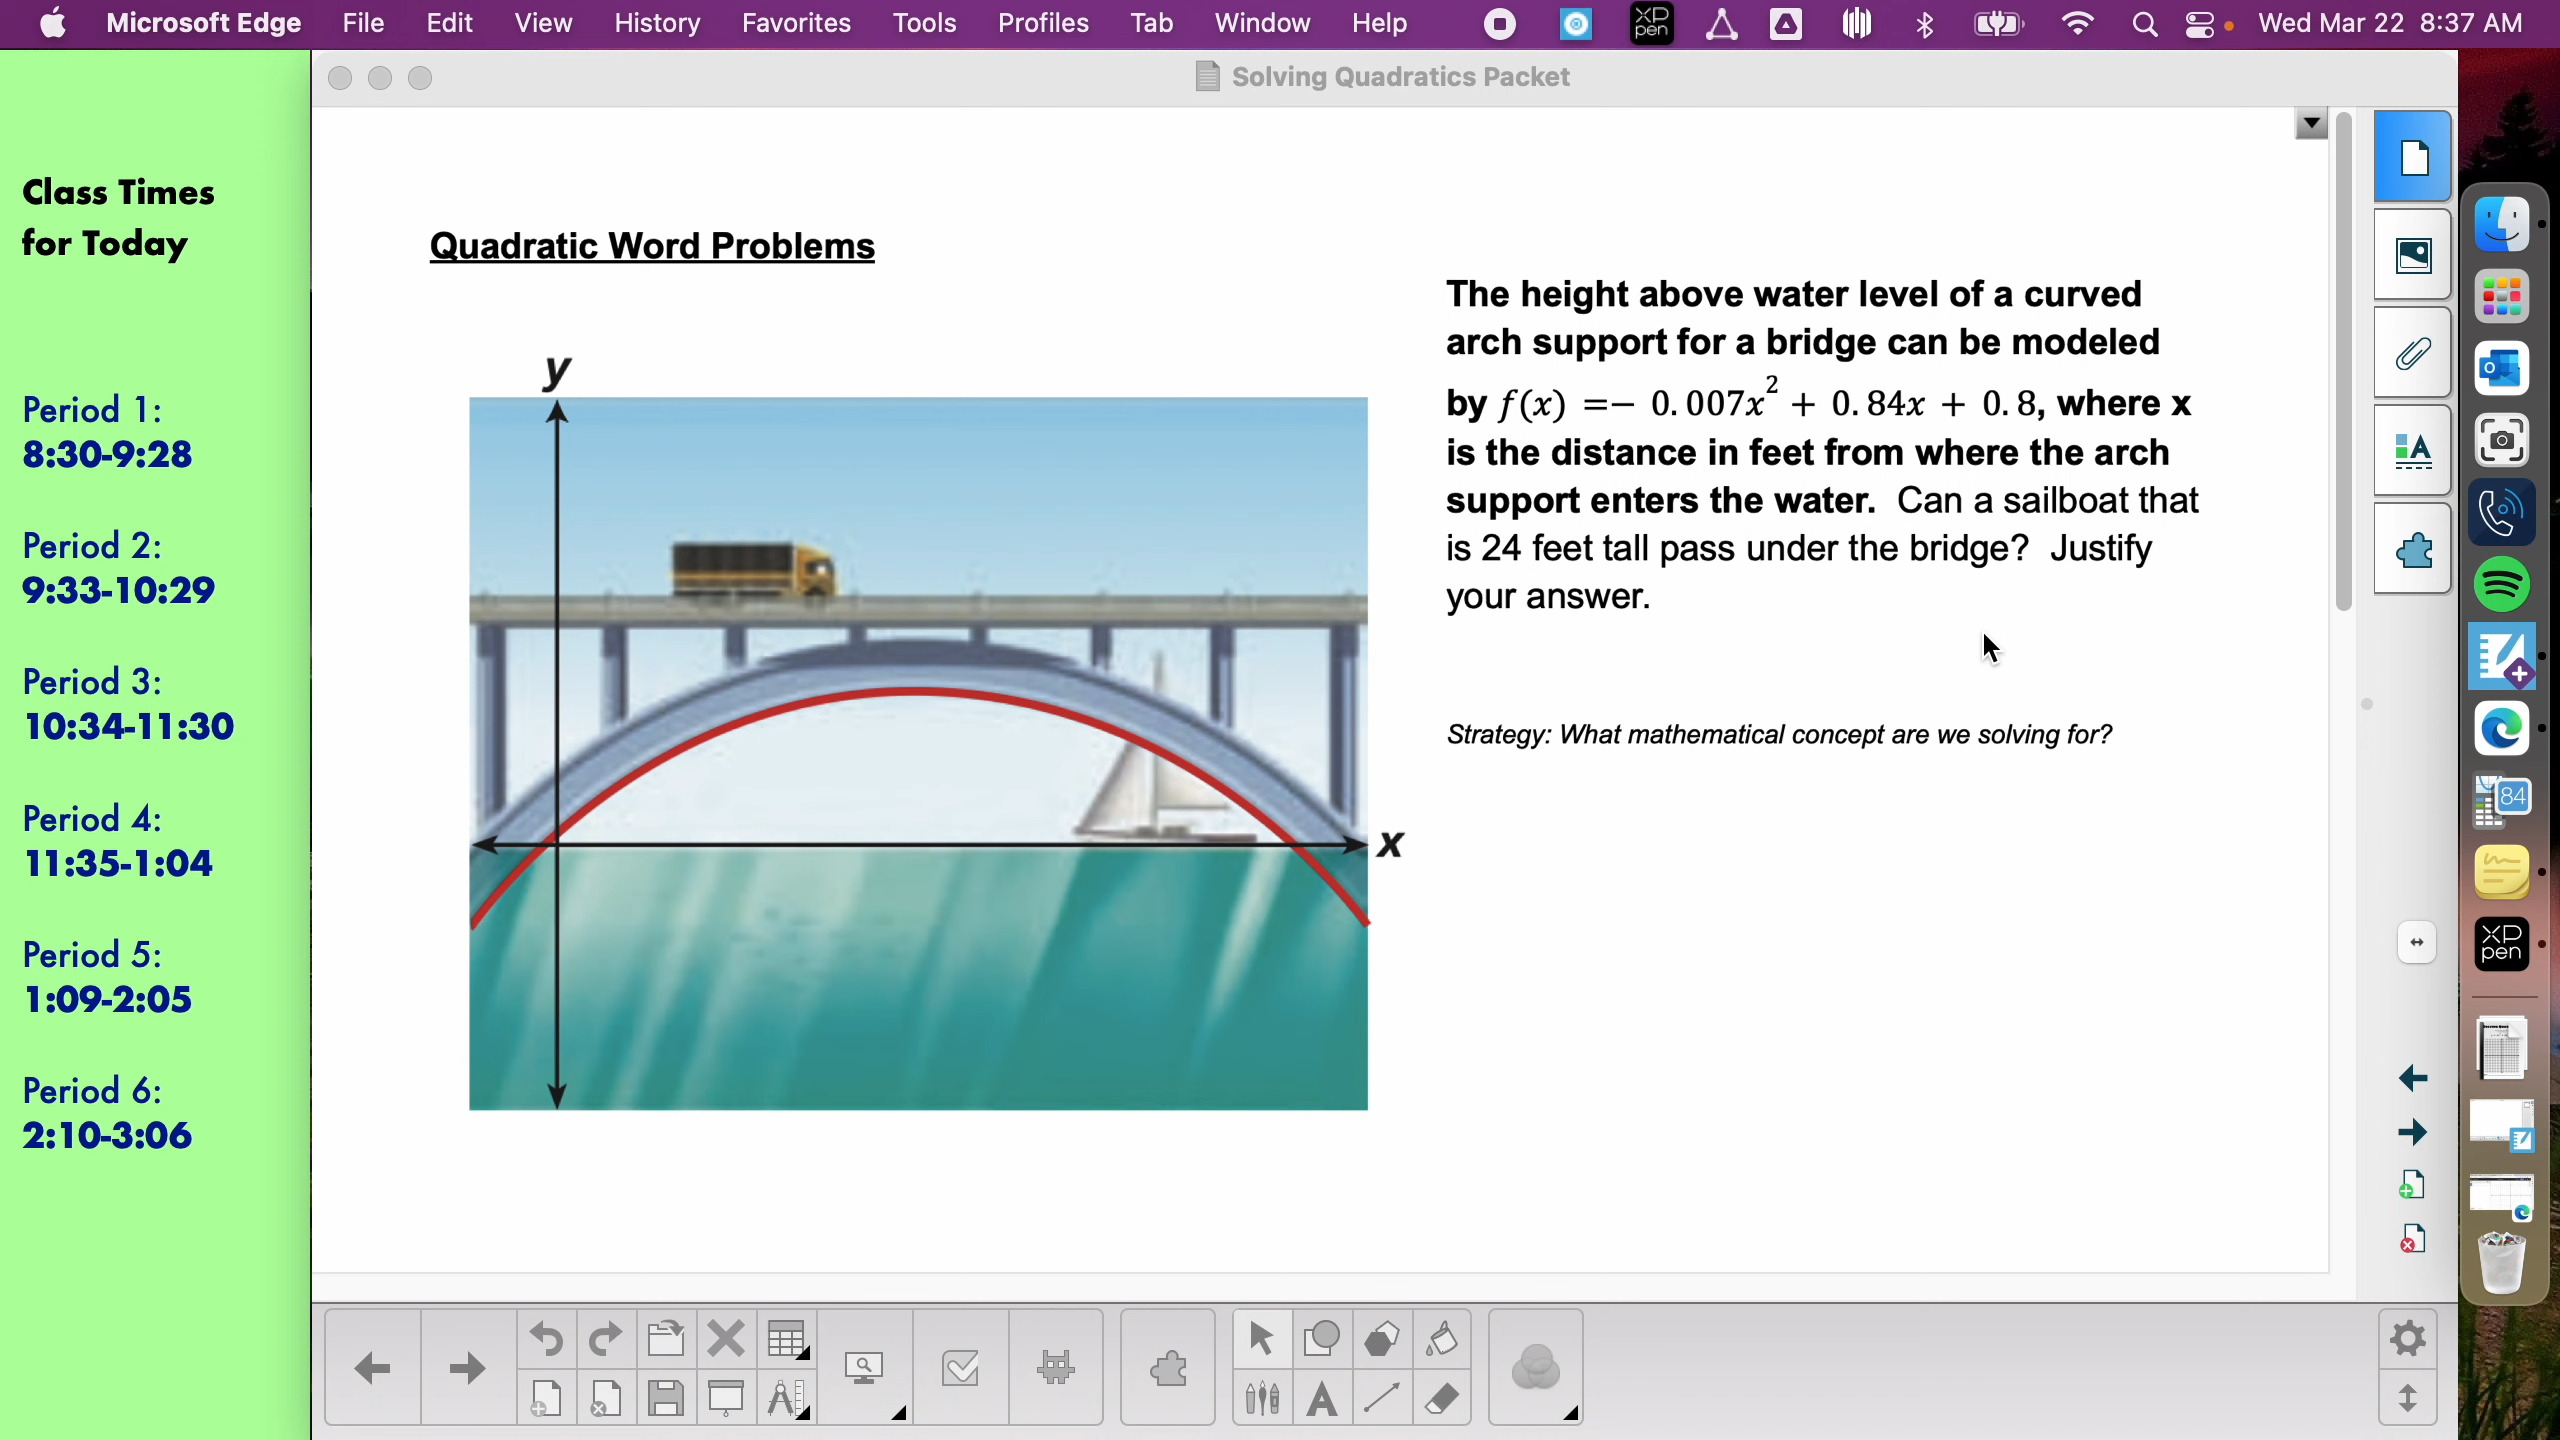 Microsoft Edge File Edit View History Favorites Tools Profiles Tab Window Help XP pen Wed Mar 22 8:37 AM
Solving Quadratics Packet
Class Times
for Today
Period 1:
8:30-9:28
Period 2:
9:33-10:29
Period 3:
10:34-11:30
Period 4:
11:35-1:04
Period 5:
1:09-2:05
Period 6:
2:10-3:06
Quadratic Word Problems
y
x
The height above water level of a curved
arch support for a bridge can be modeled
by f(x) =− 0.007x² + 0.84x + 0.8, where x
is the distance in feet from where the arch
support enters the water. Can a sailboat that
is 24 feet tall pass under the bridge? Justify
your answer.
Strategy: What mathematical concept are we solving for?
A
84
XP
pen
A